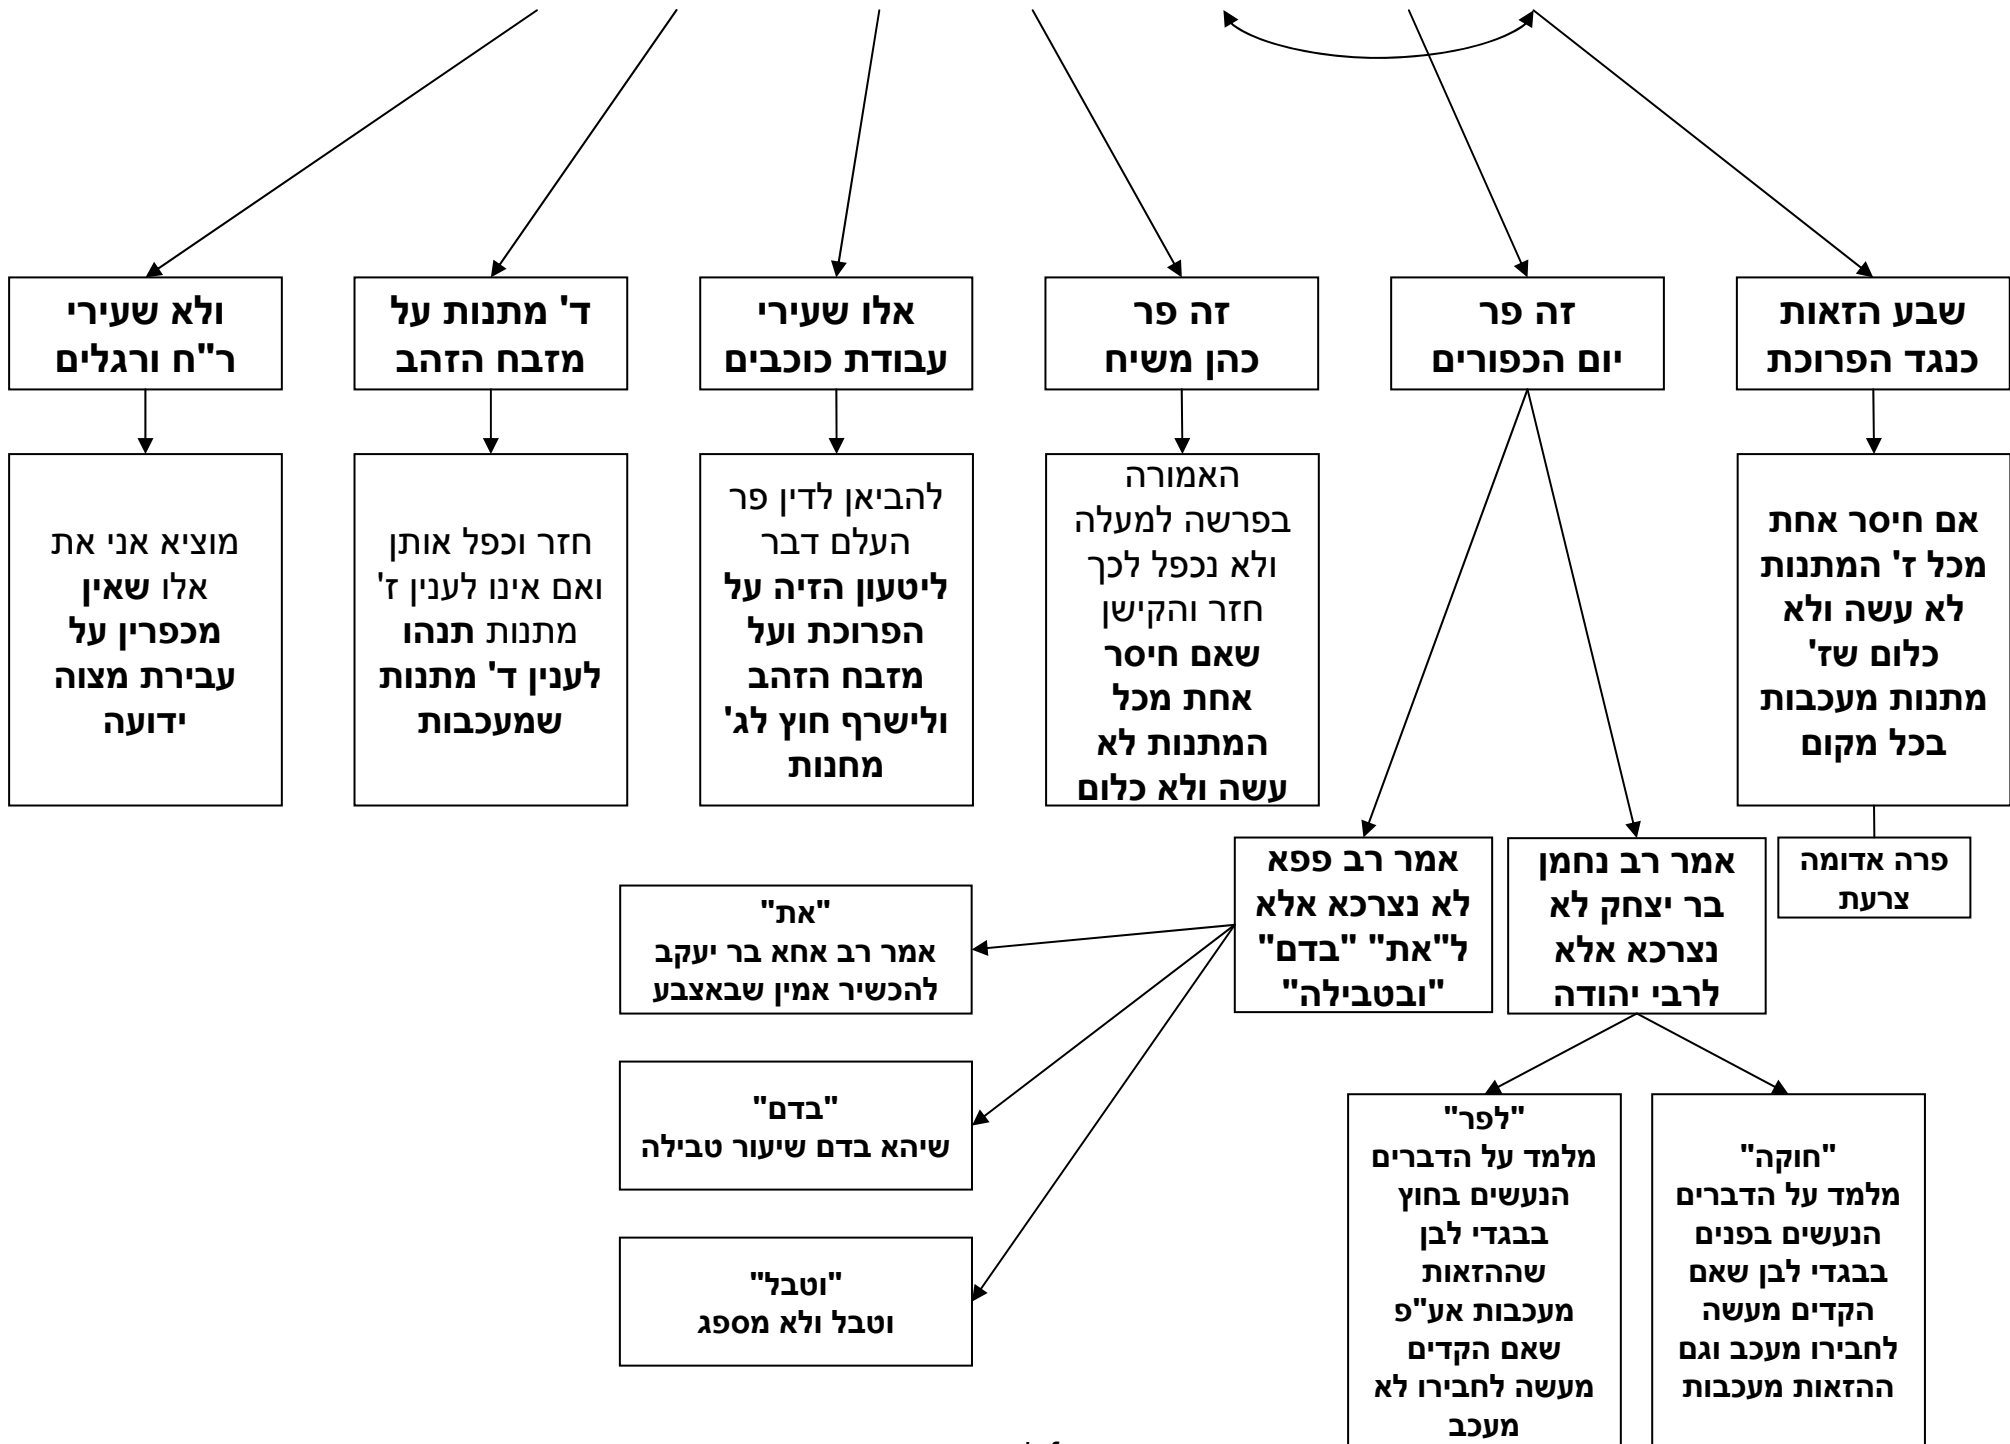 שבע הזאות
כנגד הפרוכת
זה פר
יום הכפורים
זה פר
כהן משיח
אלו שעירי
עבודת כוכבים
ד' מתנות על
מזבח הזהב
ולא שעירי
ר"ח ורגלים
אם חיסר אחת
מכל ז' המתנות
לא עשה ולא
כלום שז'
מתנות מעכבות
בכל מקום
האמורה
בפרשה למעלה
ולא נכפל לכך
חזר והקישן
שאם חיסר
אחת מכל
המתנות לא
עשה ולא כלום
להביאן לדין פר
העלם דבר
ליטעון הזיה על
הפרוכת ועל
מזבח הזהב
ולישרף חוץ לג'
מחנות
חזר וכפל אותן
ואם אינו לענין ז'
מתנות תנהו
לענין ד' מתנות
שמעכבות
מוציא אני את
אלו שאין
מכפרין על
עבירת מצוה
ידועה
פרה אדומה
צרעת
אמר רב נחמן
בר יצחק לא
נצרכא אלא
לרבי יהודה
אמר רב פפא
לא נצרכא אלא
ל"את" "בדם"
"ובטבילה"
"את"
אמר רב אחא בר יעקב
להכשיר אמין שבאצבע
"בדם"
שיהא בדם שיעור טבילה
"וטבל"
וטבל ולא מספג
"חוקה"
מלמד על הדברים
הנעשים בפנים
בבגדי לבן שאם
הקדים מעשה
לחבירו מעכב וגם
ההזאות מעכבות
"לפר"
מלמד על הדברים
הנעשים בחוץ
בבגדי לבן
שההזאות
מעכבות אע"פ
שאם הקדים
מעשה לחבירו לא
מעכב